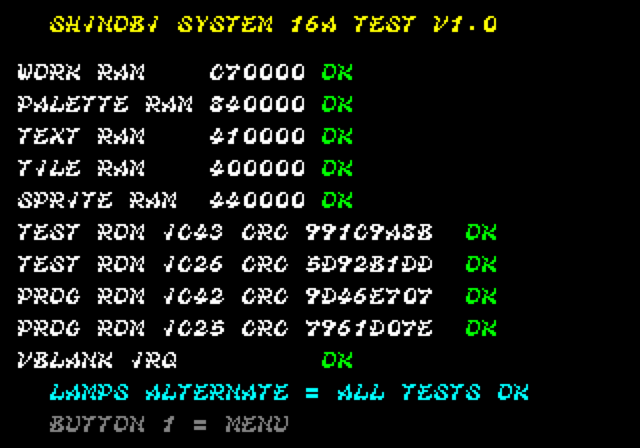 SHINOBI SYSTEM 16A TEST V1.0
WORK RAM C70000 OK
PALETTE RAM 840000 OK
TEXT RAM 410000 OK
TILE RAM 400000 OK
SPRITE RAM 440000 OK
TEST ROM IC43 CRC 99109A8B OK
TEST ROM IC26 CRC 5D92B1DD OK
PROG ROM IC42 CRC 9D46E707 OK
PROG ROM IC25 CRC 7961D07E OK
VBLANK IRQ OK
LAMPS ALTERNATE = ALL TESTS OK
BUTTON 1 = MENU